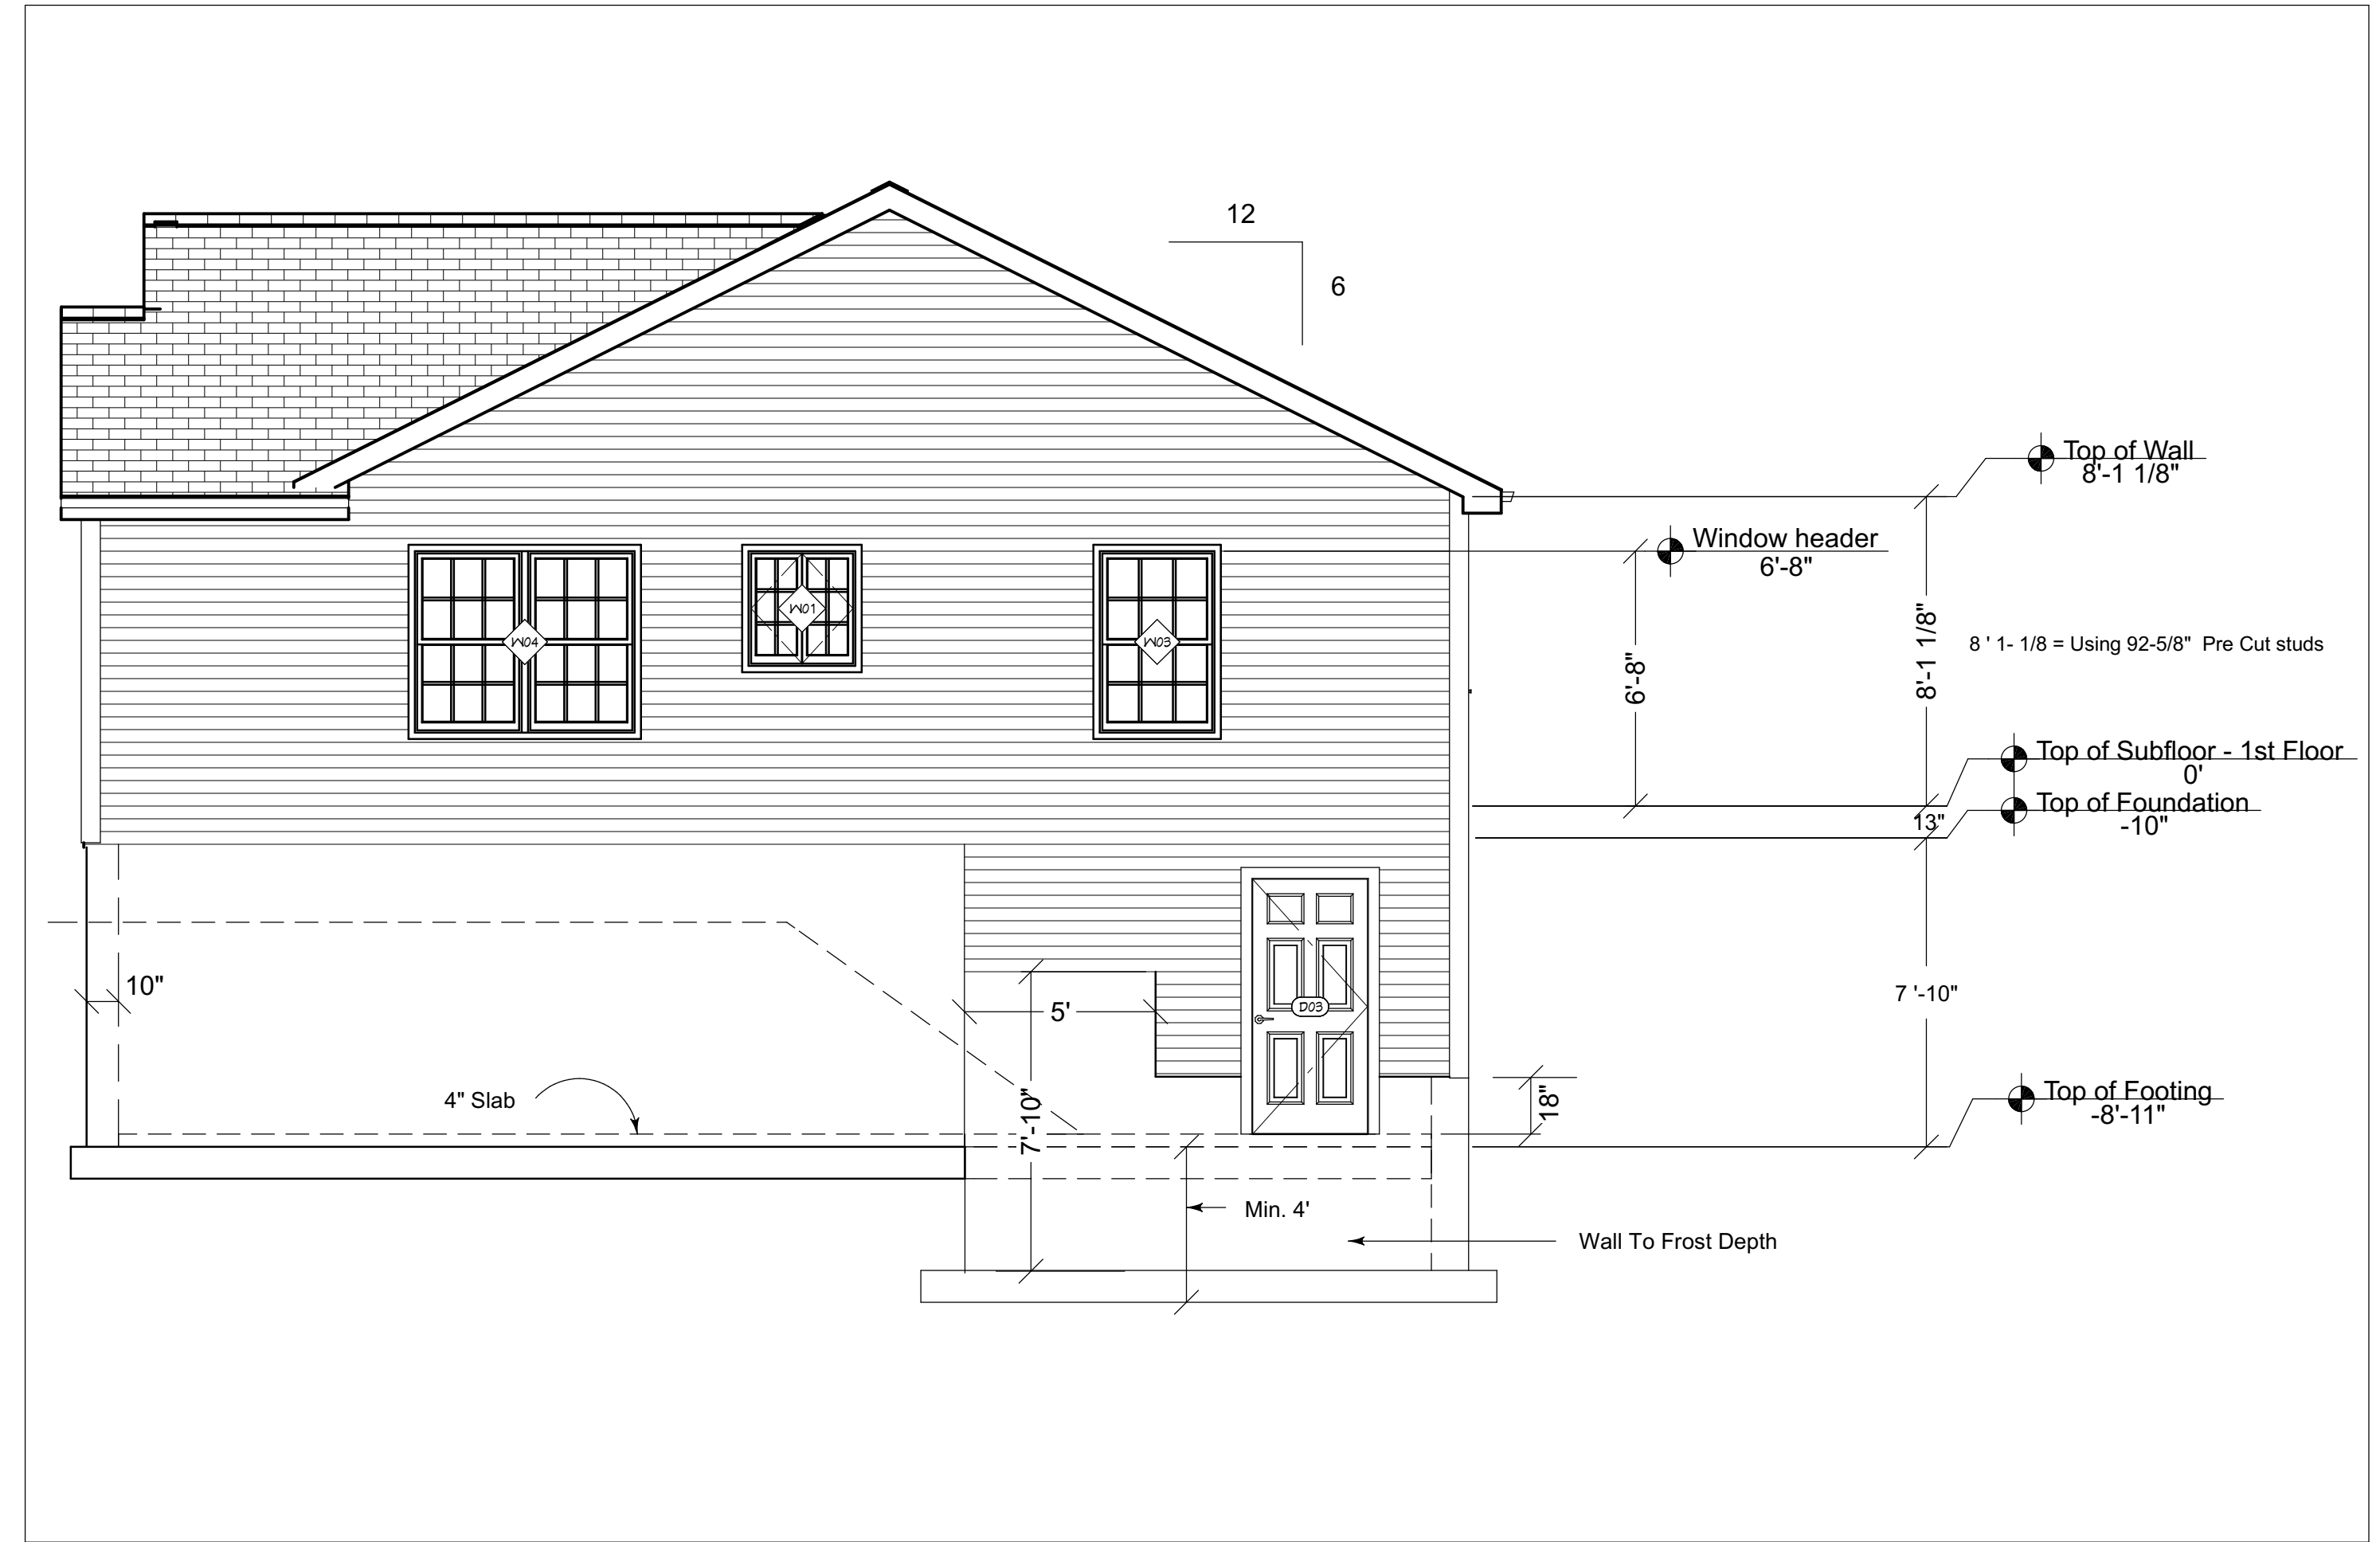 12
6
Top of Wall
8'-1 1/8"
Window header
6'-8"
W01
W04
W03
6'-8"
8'-1 1/8"
8 ' 1- 1/8 = Using 92-5/8"  Pre Cut studs
Top of Subfloor - 1st Floor
0'
Top of Foundation
-10"
13"
10"
5'
D03
7 '-10"
4" Slab
7'-10"
18"
Top of Footing
-8'-11"
Min. 4'
Wall To Frost Depth